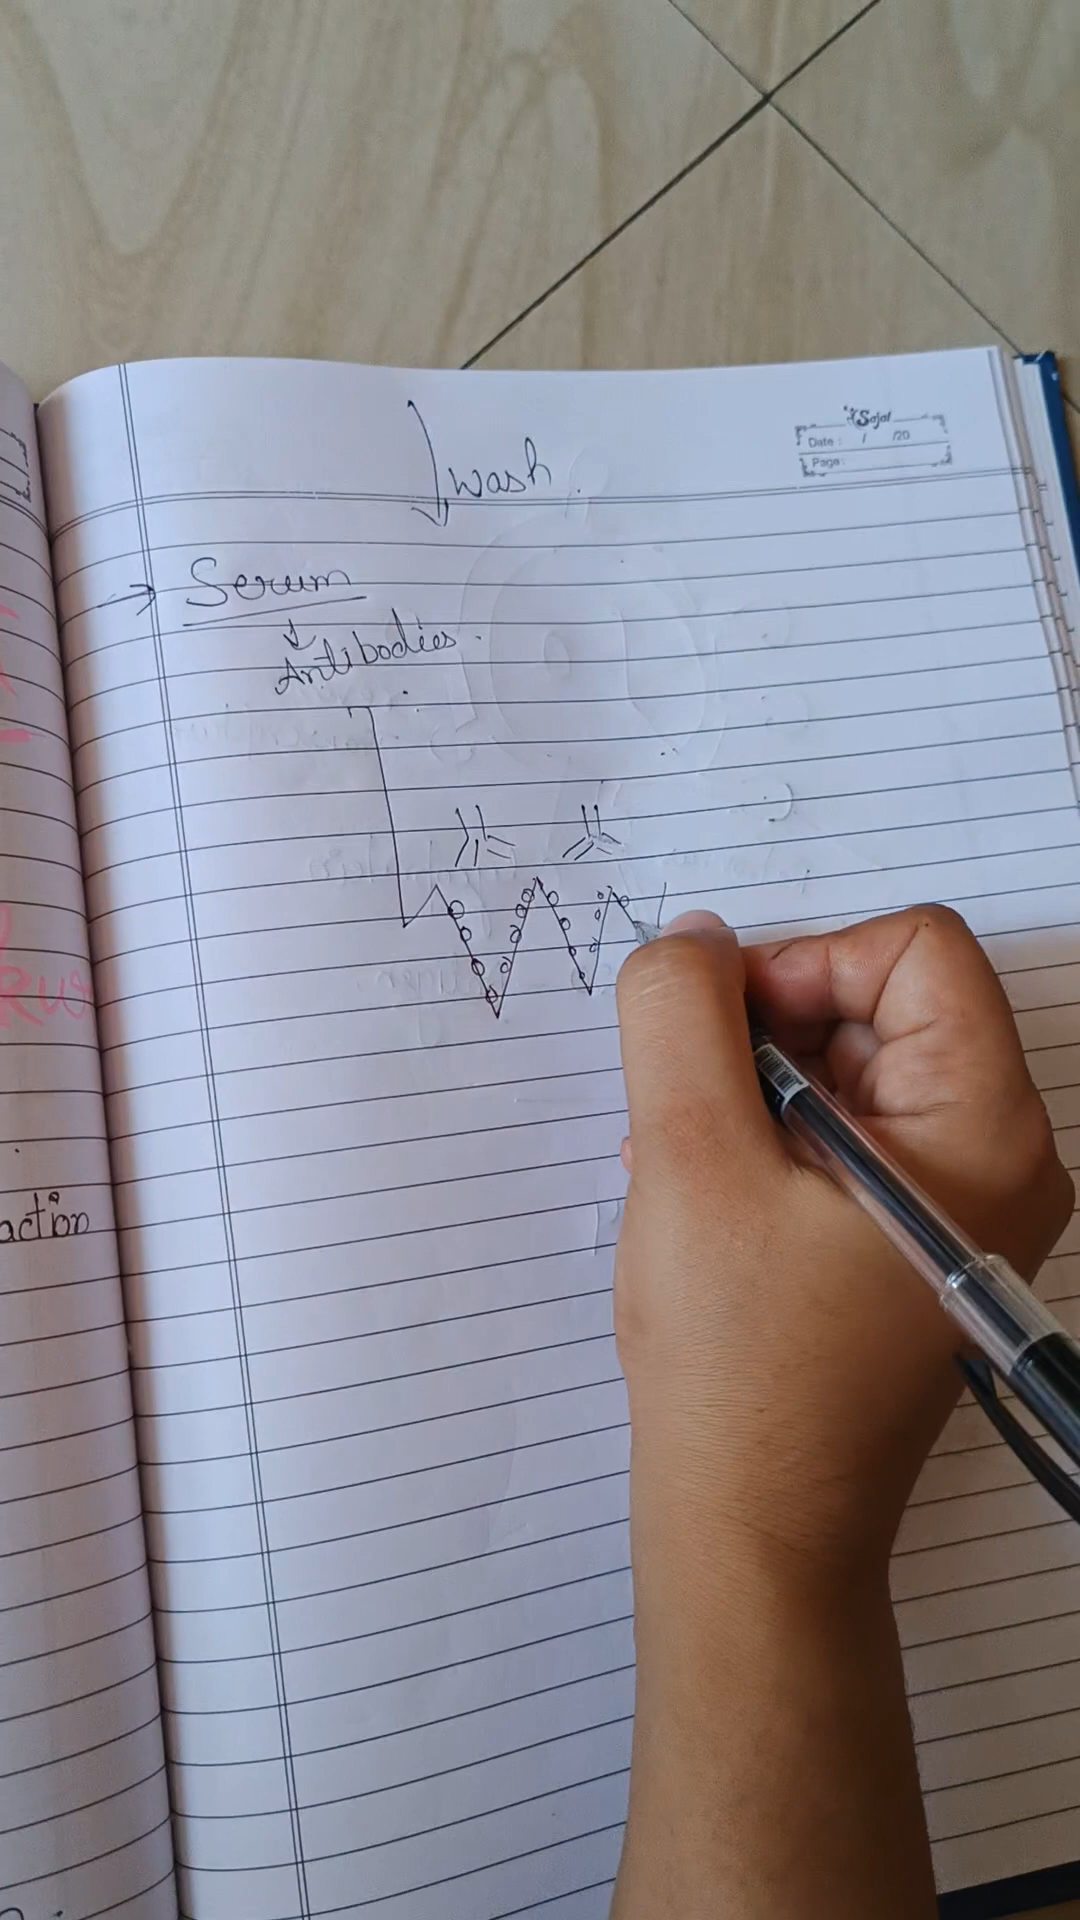 Sajal
Date : / /20
Page:
wash.
→ Serum
↓
Antibodies.
action